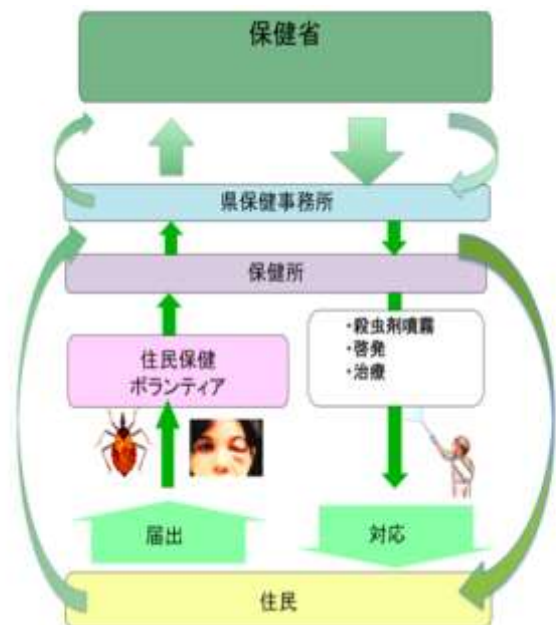 保健省
県保健事務所
保健所
・殺虫剤噴霧
・啓発
・治療
住民保健
ボランティア
届出
対応
住民